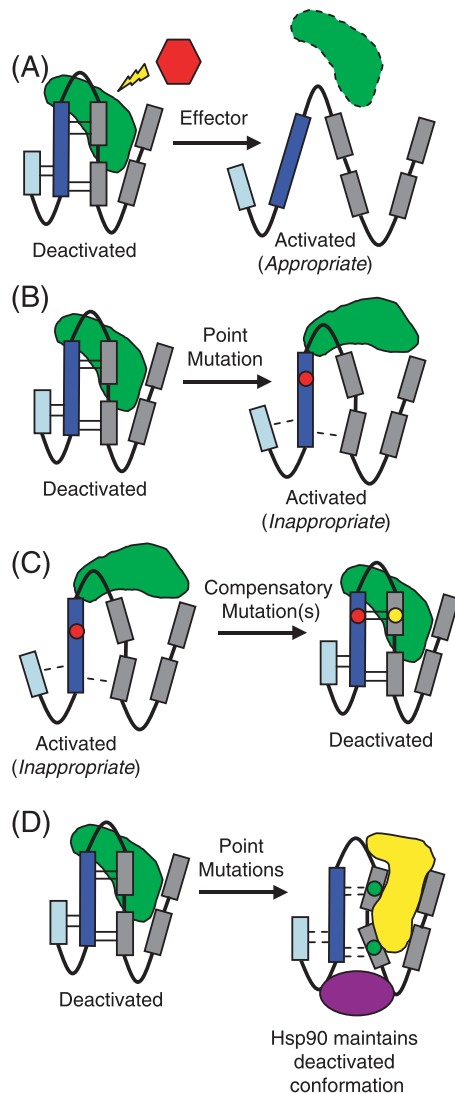 (A)
Effector
Deactivated
Activated
(Appropriate)
(B)
Point
Mutation
Deactivated
Activated
(Inappropriate)
(C)
Compensatory
Mutation(s)
Activated
(Inappropriate)
Deactivated
(D)
Point
Mutations
Deactivated
Hsp90 maintains
deactivated
conformation